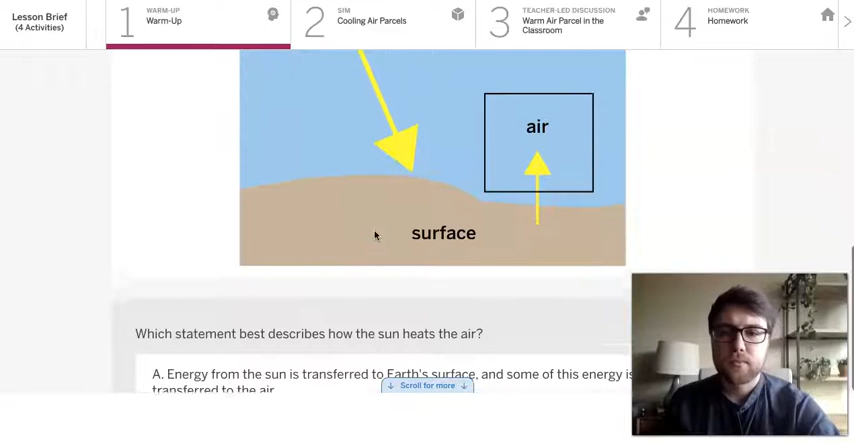 Lesson Brief
(4 Activities)
1
WARM-UP
Warm-Up
2
SIM
Cooling Air Parcels
3
TEACHER-LED DISCUSSION
Warm Air Parcel in the
Classroom
4
HOMEWORK
Homework
air
surface
Which statement best describes how the sun heats the air?
A. Energy from the sun is transferred to Earth's surface, and some of this energy is
transferred to the air
Scroll for more